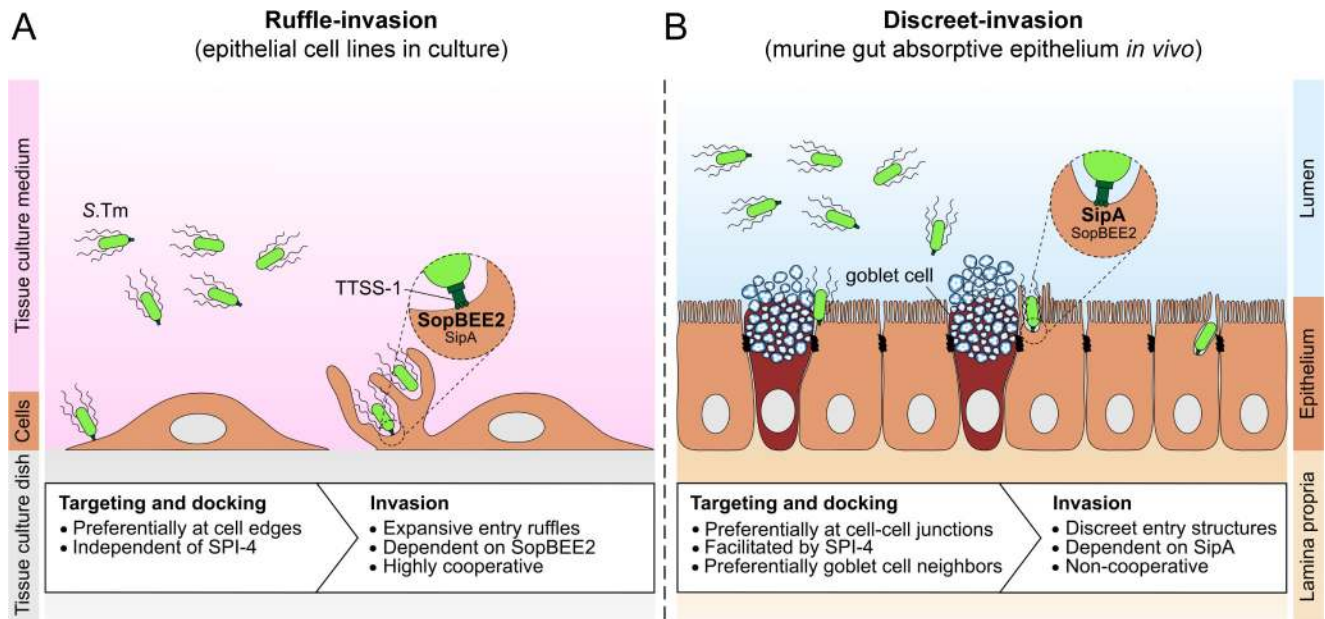 A
Ruffle-invasion
(epithelial cell lines in culture)
Tissue culture medium
Cells
Tissue culture dish
S.Tm
TTSS-1
SopBEE2
SipA
Targeting and docking
• Preferentially at cell edges
• Independent of SPI-4
Invasion
• Expansive entry ruffles
• Dependent on SopBEE2
• Highly cooperative
B
Discreet-invasion
(murine gut absorptive epithelium in vivo)
SipA
SopBEE2
goblet cell
Lumen
Epithelium
Lamina propria
Targeting and docking
• Preferentially at cell-cell junctions
• Facilitated by SPI-4
• Preferentially goblet cell neighbors
Invasion
• Discreet entry structures
• Dependent on SipA
• Non-cooperative